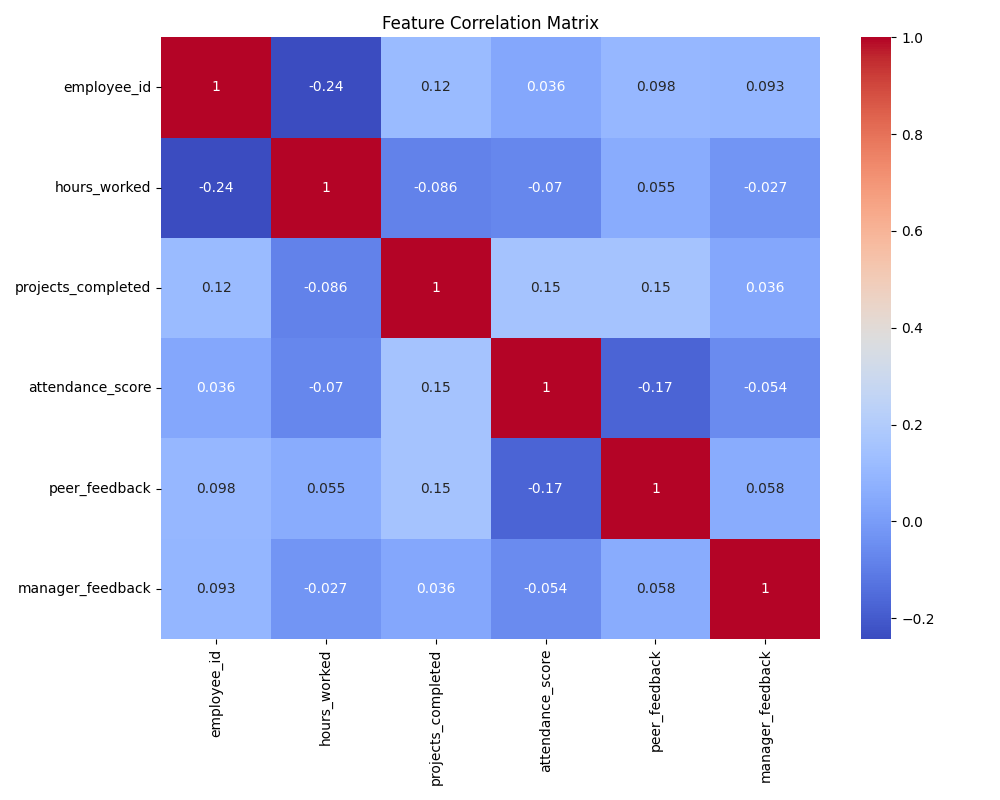 Feature Correlation Matrix
employee_id 1 -0.24 0.12 0.036 0.098 0.093
hours_worked -0.24 1 -0.086 -0.07 0.055 -0.027
projects_completed 0.12 -0.086 1 0.15 0.15 0.036
attendance_score 0.036 -0.07 0.15 1 -0.17 -0.054
peer_feedback 0.098 0.055 0.15 -0.17 1 0.058
manager_feedback 0.093 -0.027 0.036 -0.054 0.058 1
employee_id
hours_worked
projects_completed
attendance_score
peer_feedback
manager_feedback
1.0
0.8
0.6
0.4
0.2
0.0
−0.2